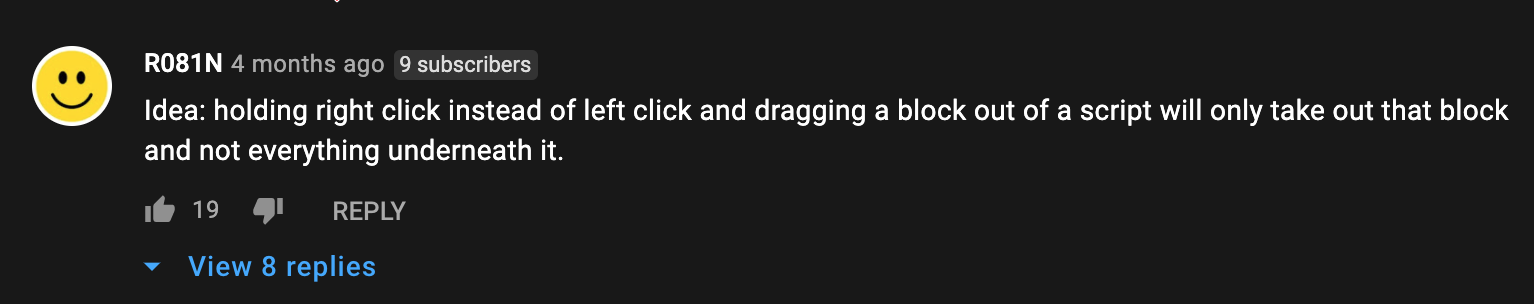 R081N 4 months ago 9 subscribers
Idea: holding right click instead of left click and dragging a block out of a script will only take out that block
and not everything underneath it.
19 REPLY
View 8 replies